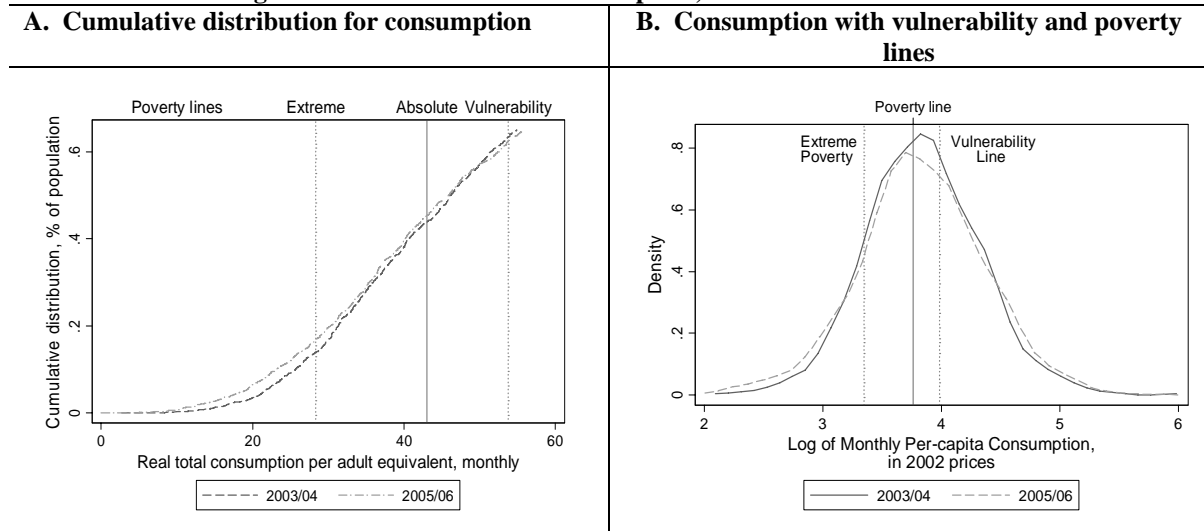 A. Cumulative distribution for consumption
B. Consumption with vulnerability and poverty
lines
Poverty lines
Extreme
Absolute
Vulnerability
Cumulative distribution, % of population
.6
.4
.2
0
0
20
40
60
Real total consumption per adult equivalent, monthly
2003/04
2005/06
Poverty line
Extreme
Poverty
Vulnerability
Line
Density
.8
.6
.4
.2
0
2
3
4
5
6
Log of Monthly Per-capita Consumption,
in 2002 prices
2003/04
2005/06